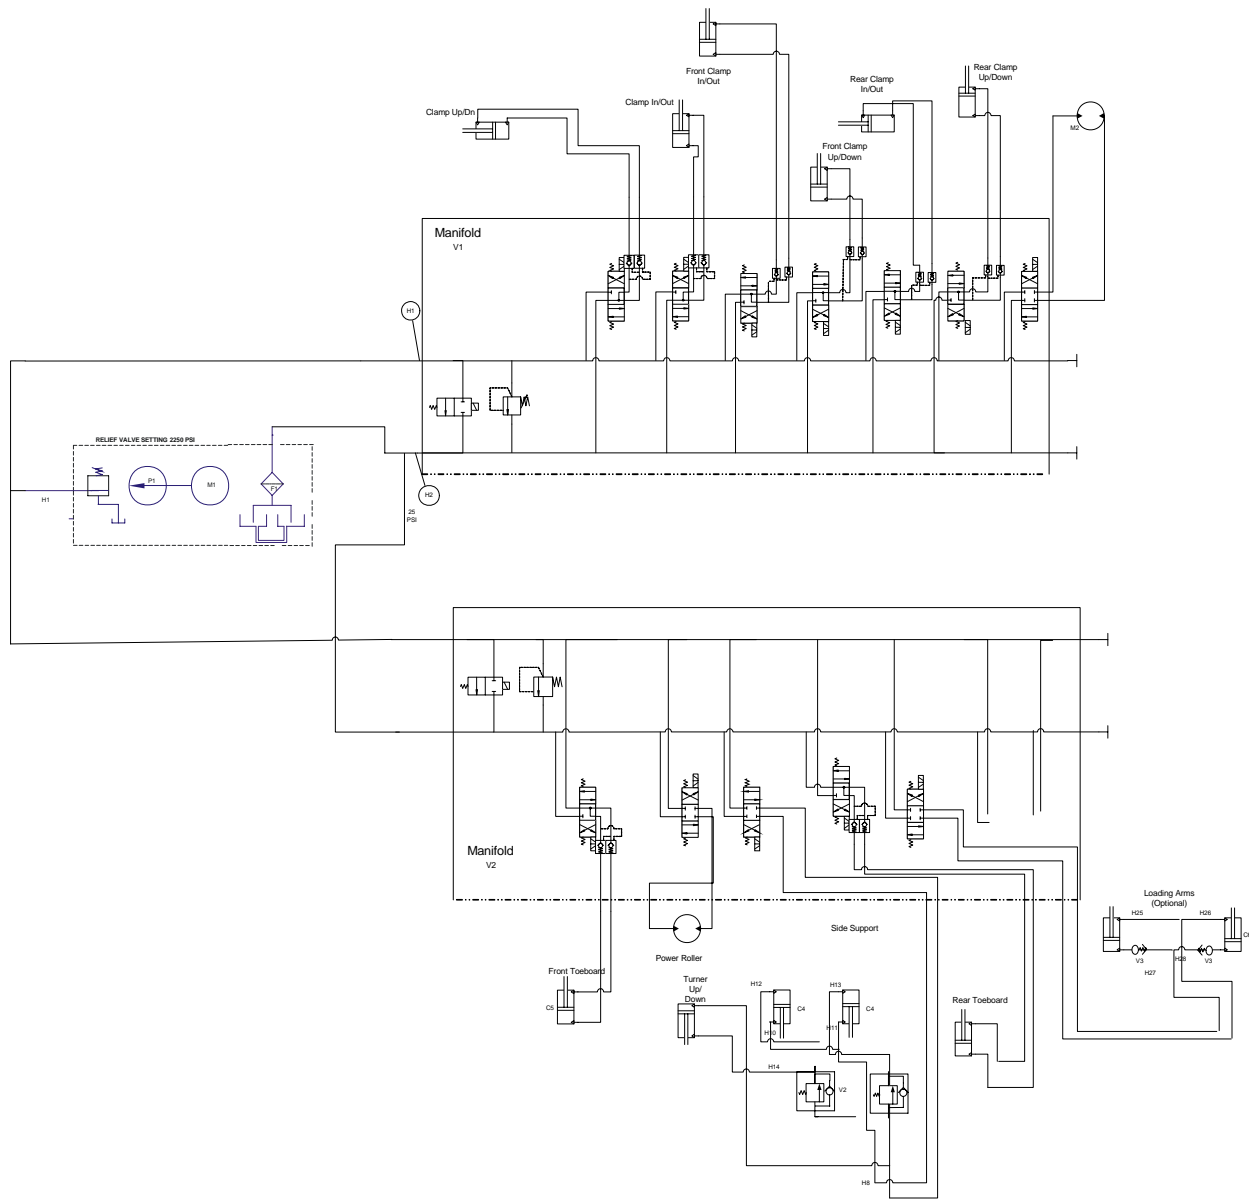 Front Clamp
In/Out
Rear Clamp
In/Out
Rear Clamp
Up/Down
Clamp Up/Dn
Clamp In/Out
M2
Front Clamp
Up/Down
Manifold
V1
H1
RELIEF VALVE SETTING 2250 PSI
P1
M1
F1
H1
H2
25
PSI
Manifold
V2
Loading Arms
(Optional)
H25
H26
V3
H28
V3
H27
Side Support
Power Roller
Front Toeboard
C5
Turner
Up/
Down
H12
H13
C4
C4
H10
H11
Rear Toeboard
H14
V2
H8